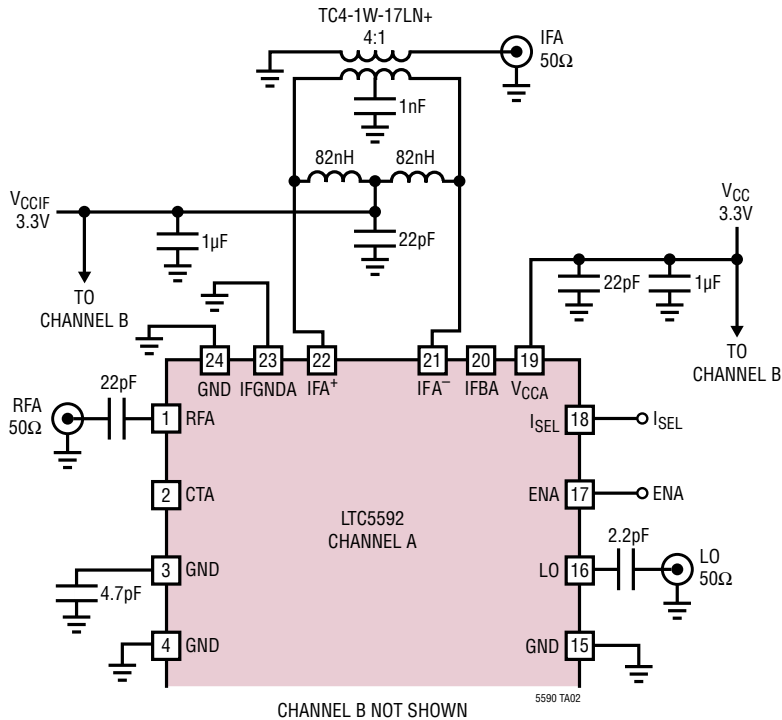 TC4-1W-17LN+
4:1
IFA
50Ω
1nF
82nH
82nH
VCCIF
3.3V
1µF
22pF
TO
CHANNEL B
VCC
3.3V
22pF
1µF
TO
CHANNEL B
24
23
22
21
20
19
GND
IFGNDA
IFA+
IFA−
IFBA
VCCA
22pF
RFA
50Ω
1
RFA
ISEL
18
ISEL
2
CTA
ENA
17
ENA
LTC5592
CHANNEL A
3
GND
4.7pF
LO
16
2.2pF
LO
50Ω
4
GND
GND
15
5590 TA02
CHANNEL B NOT SHOWN